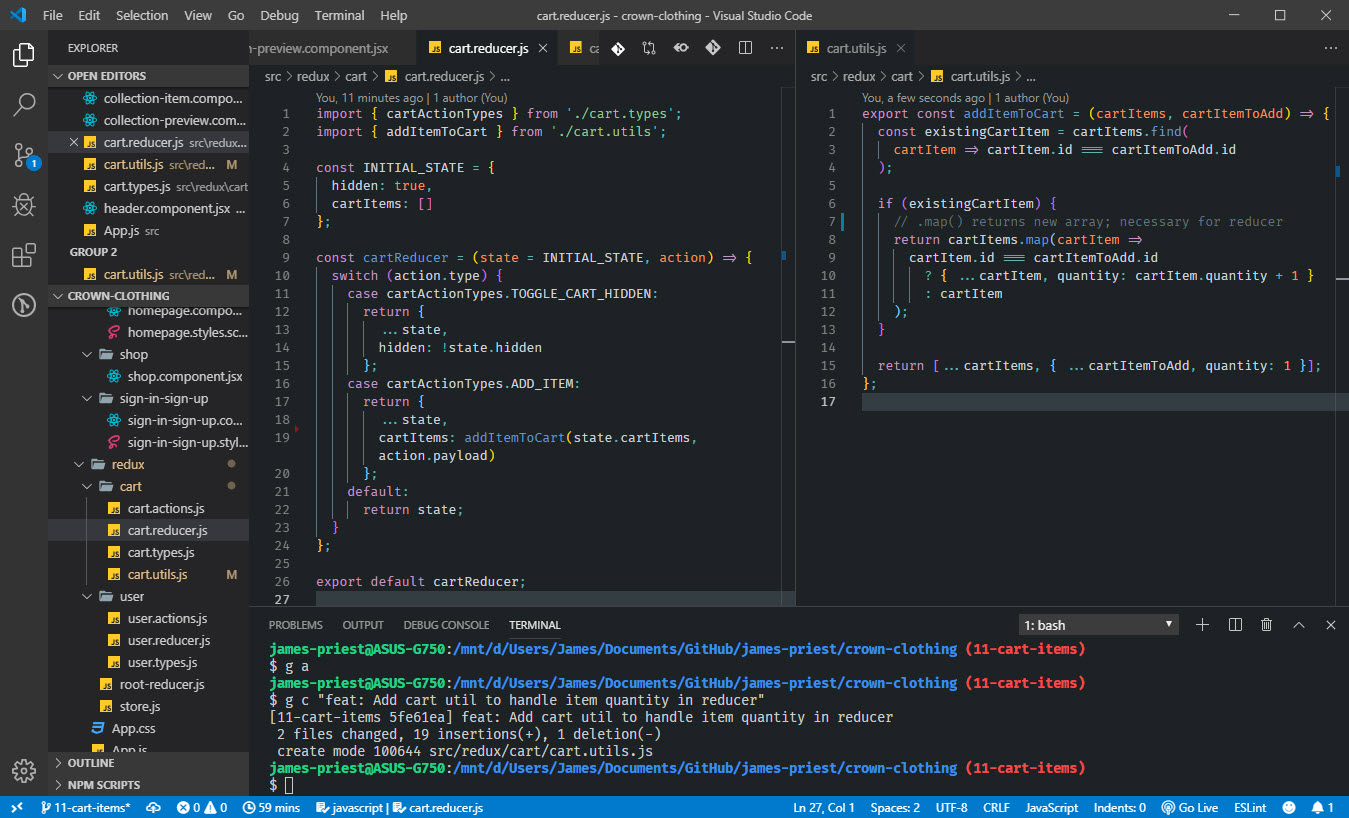 File Edit Selection View Go Debug Terminal Help
cart.reducer.js - crown-clothing - Visual Studio Code
EXPLORER
OPEN EDITORS
collection-item.compo...
collection-preview.com...
cart.reducer.js src\redux...
cart.utils.js src\red... M
cart.types.js src\redux\cart
header.component.jsx ...
App.js src
GROUP 2
cart.utils.js src\red... M
CROWN-CLOTHING
homepage.compo...
homepage.styles.sc...
shop
shop.component.jsx
sign-in-sign-up
sign-in-sign-up.co...
sign-in-sign-up.styl...
redux
cart
cart.actions.js
cart.reducer.js
cart.types.js
cart.utils.js M
user
user.actions.js
user.reducer.js
user.types.js
root-reducer.js
store.js
App.css
App.js
OUTLINE
NPM SCRIPTS
1
n-preview.component.jsx
cart.reducer.js
ca
src > redux > cart > cart.reducer.js > ...
You, 11 minutes ago | 1 author (You)
1 import { cartActionTypes } from './cart.types';
2 import { addItemToCart } from './cart.utils';
3
4 const INITIAL_STATE = {
5 hidden: true,
6 cartItems: []
7 };
8
9 const cartReducer = (state = INITIAL_STATE, action) => {
10 switch (action.type) {
11 case cartActionTypes.TOGGLE_CART_HIDDEN:
12 return {
13 ...state,
14 hidden: !state.hidden
15 };
16 case cartActionTypes.ADD_ITEM:
17 return {
18 ...state,
19 cartItems: addItemToCart(state.cartItems,
action.payload)
20 };
21 default:
22 return state;
23 }
24 };
25
26 export default cartReducer;
27
cart.utils.js
src > redux > cart > cart.utils.js > ...
You, a few seconds ago | 1 author (You)
1 export const addItemToCart = (cartItems, cartItemToAdd) => {
2 const existingCartItem = cartItems.find(
3 cartItem => cartItem.id === cartItemToAdd.id
4 );
5
6 if (existingCartItem) {
7 // .map() returns new array; necessary for reducer
8 return cartItems.map(cartItem =>
9 cartItem.id === cartItemToAdd.id
10 ? { ...cartItem, quantity: cartItem.quantity + 1 }
11 : cartItem
12 );
13 }
14
15 return [...cartItems, { ...cartItemToAdd, quantity: 1 }];
16 };
17
PROBLEMS OUTPUT DEBUG CONSOLE TERMINAL
1: bash
james-priest@ASUS-G750:/mnt/d/Users/James/Documents/GitHub/james-priest/crown-clothing (11-cart-items)
$ g a
james-priest@ASUS-G750:/mnt/d/Users/James/Documents/GitHub/james-priest/crown-clothing (11-cart-items)
$ g c "feat: Add cart util to handle item quantity in reducer"
[11-cart-items 5fe61ea] feat: Add cart util to handle item quantity in reducer
2 files changed, 19 insertions(+), 1 deletion(-)
create mode 100644 src/redux/cart/cart.utils.js
james-priest@ASUS-G750:/mnt/d/Users/James/Documents/GitHub/james-priest/crown-clothing (11-cart-items)
$
11-cart-items* 0 0 59 mins javascript | cart.reducer.js Ln 27, Col 1 Spaces: 2 UTF-8 CRLF JavaScript Indents: 0 Go Live ESLint 1